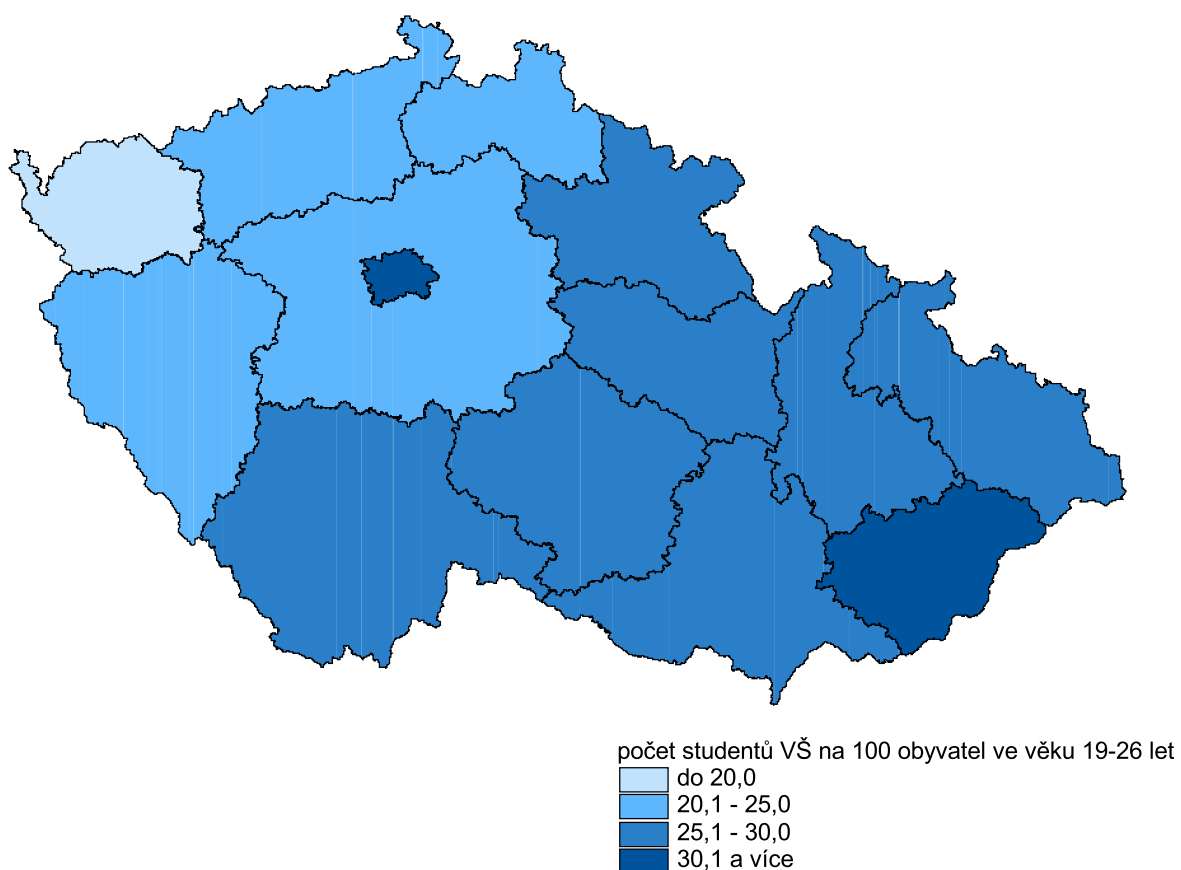 počet studentů VŠ na 100 obyvatel ve věku 19-26 let
do 20,0
20,1 - 25,0
25,1 - 30,0
30,1 a více